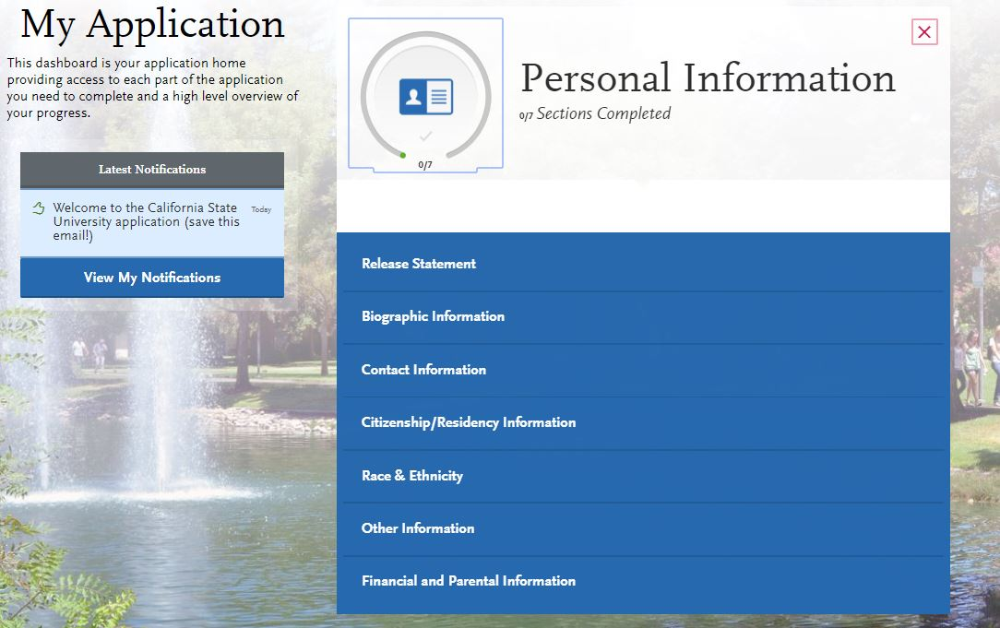 My Application
This dashboard is your application home
providing access to each part of the application
you need to complete and a high level overview of
your progress.
Latest Notifications
Welcome to the California State Today
University application (save this
email!)
View My Notifications
0/7
Personal Information
0/7 Sections Completed
Release Statement
Biographic Information
Contact Information
Citizenship/Residency Information
Race & Ethnicity
Other Information
Financial and Parental Information